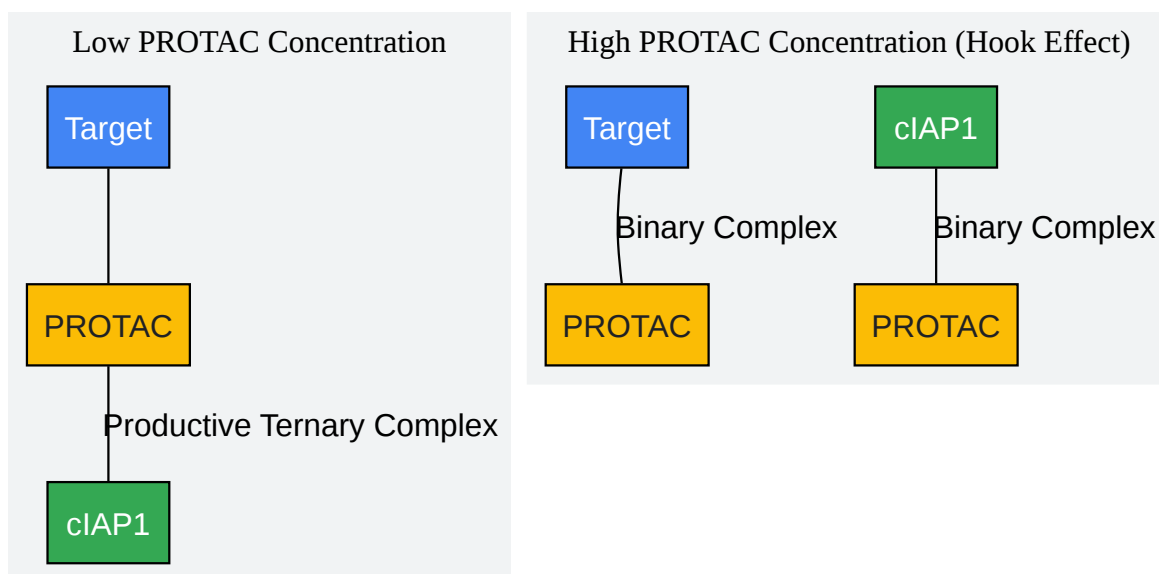 Low PROTAC Concentration
Target
PROTAC
Productive Ternary Complex
cIAP1
High PROTAC Concentration (Hook Effect)
Target
cIAP1
Binary Complex
Binary Complex
PROTAC
PROTAC